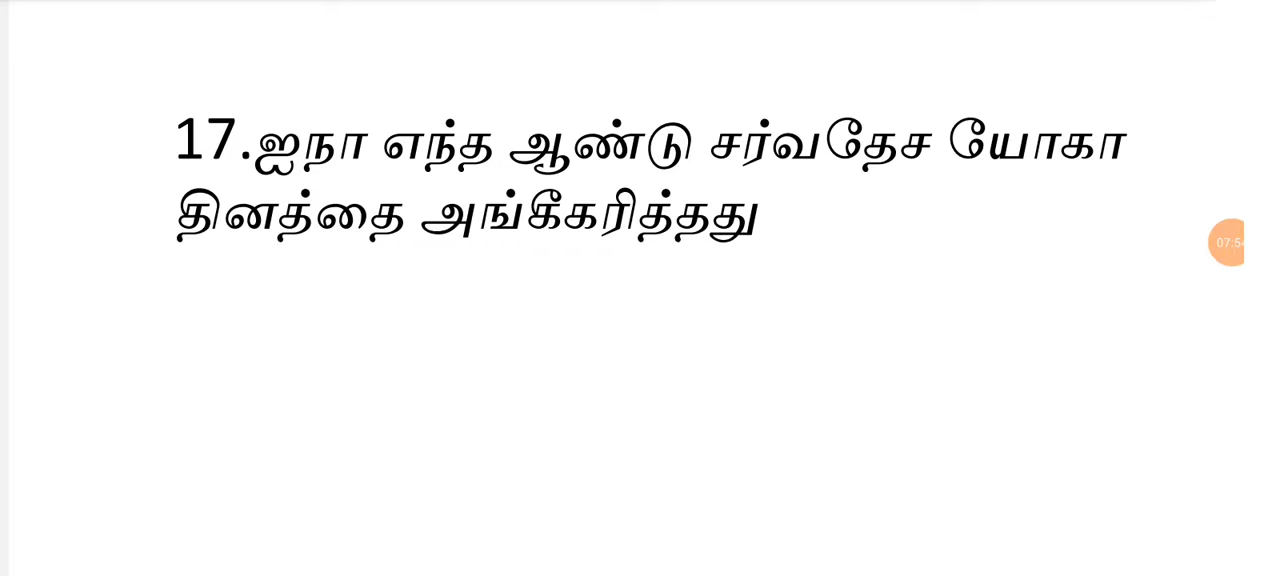 17.ஐநா எந்த ஆண்டு சர்வதேச யோகா
தினத்தை அங்கீகரித்தது